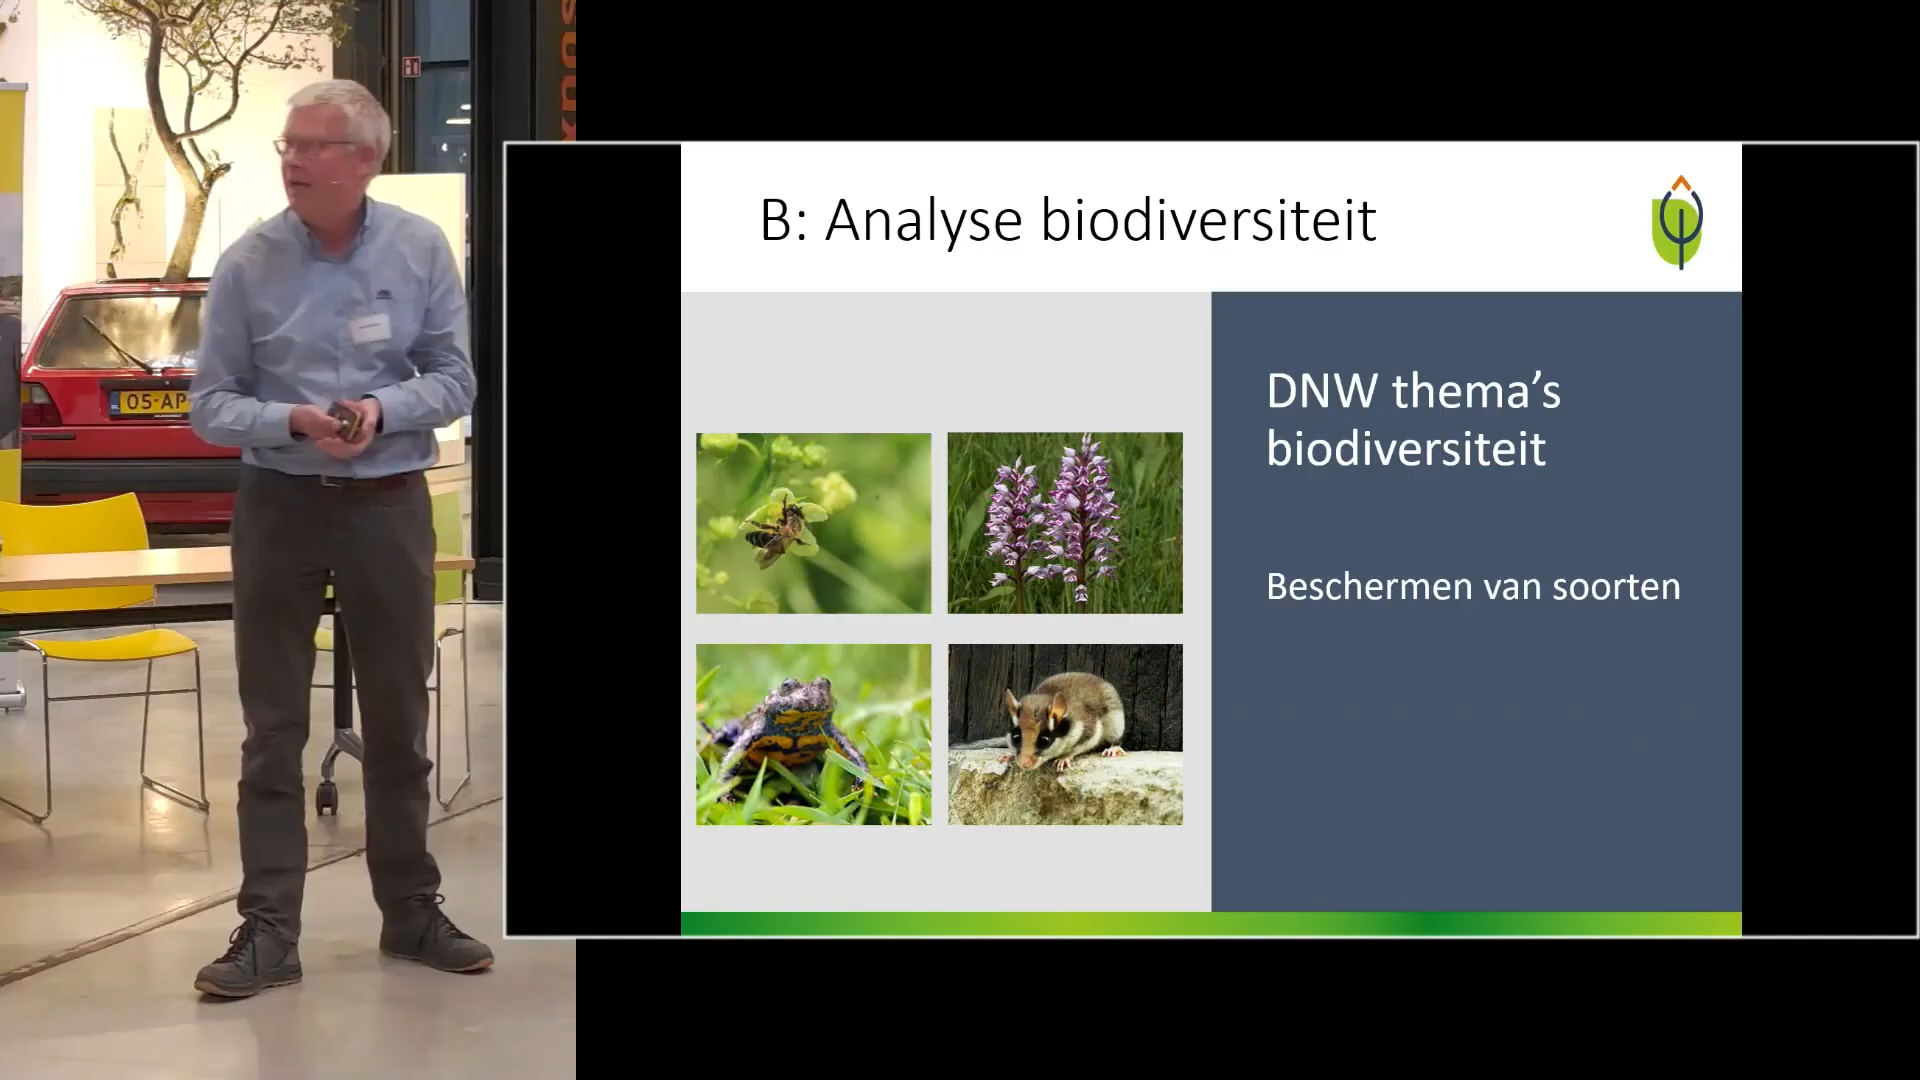 B: Analyse biodiversiteit
DNW thema's
biodiversiteit
Beschermen van soorten
05-AP